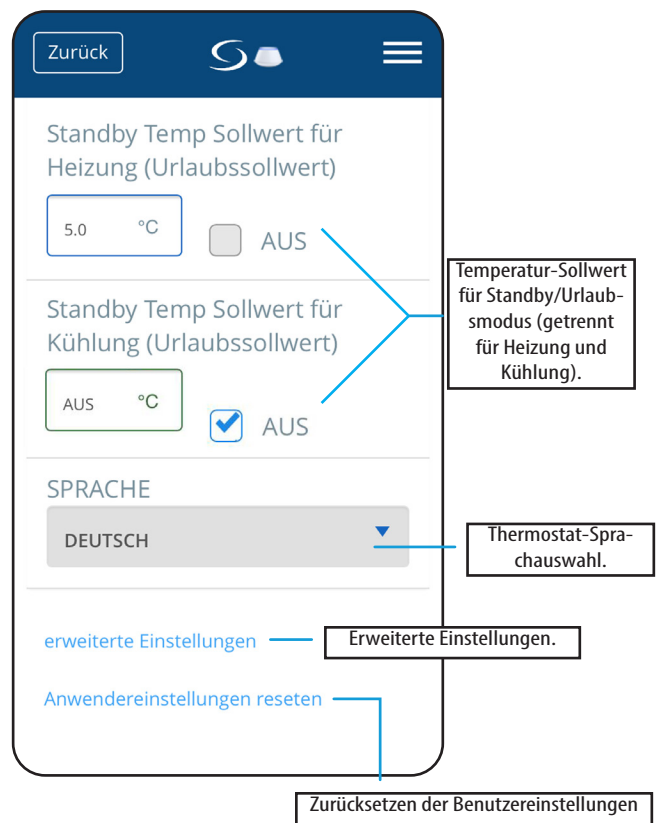 Zurück
Standby Temp Sollwert für
Heizung (Urlaubssollwert)
5.0 °C AUS
Temperatur-Sollwert
für Standby/Urlaub-
smodus (getrennt
für Heizung und
Kühlung).
Standby Temp Sollwert für
Kühlung (Urlaubssollwert)
AUS °C AUS
SPRACHE
DEUTSCH
Thermostat-Spra-
chauswahl.
erweiterte Einstellungen
Erweiterte Einstellungen.
Anwendereinstellungen reseten
Zurücksetzen der Benutzereinstellungen